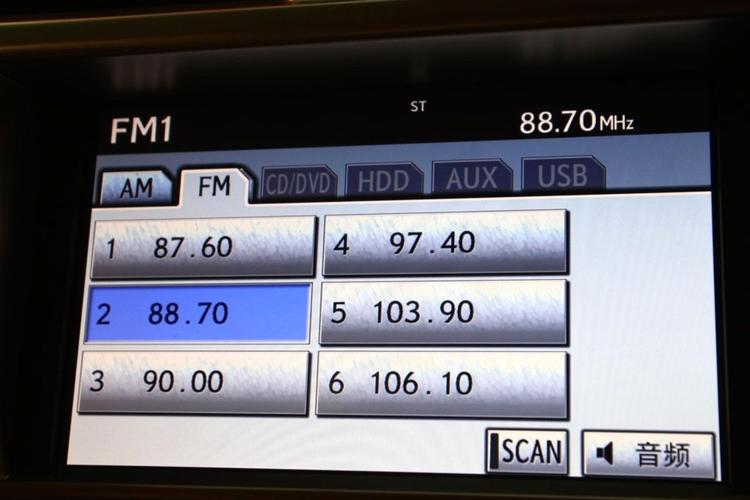 ST
FM1 88.70MHz
AM FM CD/DVD HDD AUX USB
1 87.60 4 97.40
2 88.70 5 103.90
3 90.00 6 106.10
SCAN 音频